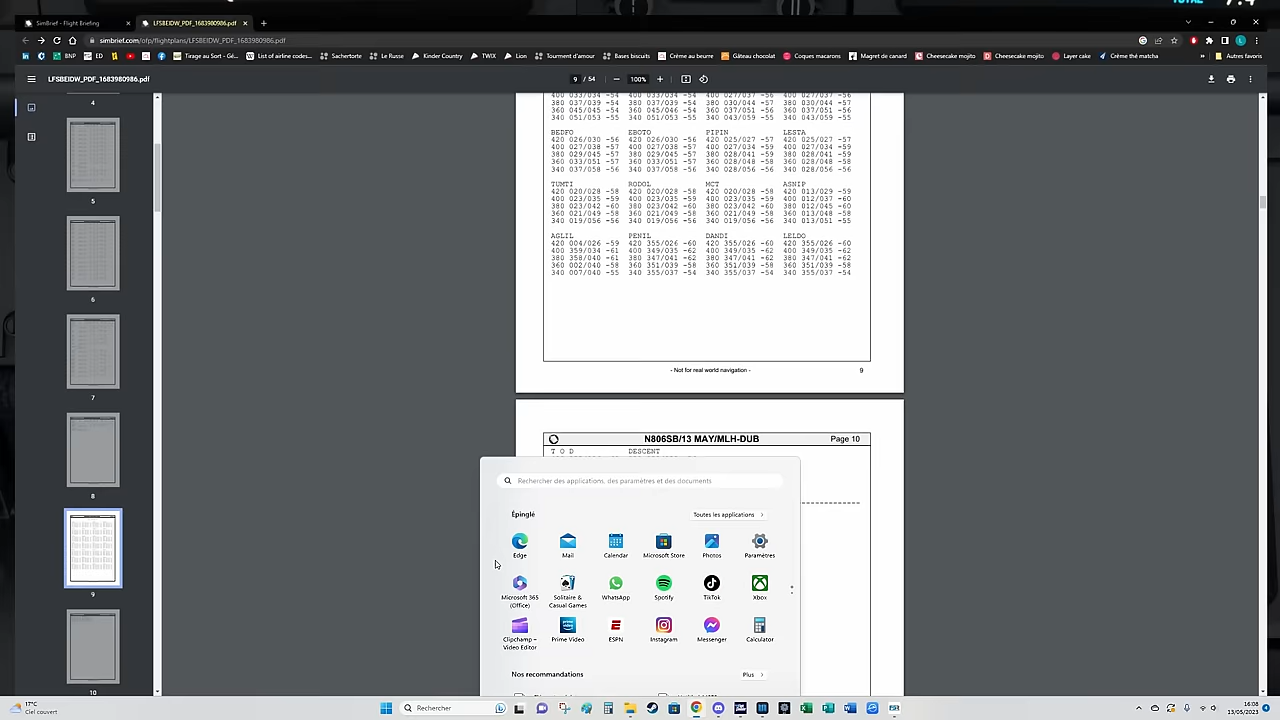 TOTAL
SimBrief - Flight Briefing
LFSBEIDW_PDF_1683980986.pdf
simbrief.com/ofp/flightplans/LFSBEIDW_PDF_1683980986.pdf
BNP ED Tirage au Sort - Gé... List of airline codes... Sachertorte Le Russe Kinder Country TWIX Lion Tourment d'amour Bases biscuits Crème au beurre Gâteau chocolat Coques macarons Magret de canard Cheesecake mojito Cheesecake mojito Layer cake Crème thé matcha » Autres favoris
LFSBEIDW_PDF_1683980986.pdf 9 / 54 100%
4
5
6
7
8
9
10
380 037/039 -54 380 037/039 -54 380 030/044 -57 380 030/044 -57
360 045/045 -54 360 045/046 -54 360 037/051 -56 360 037/051 -56
340 051/053 -55 340 051/053 -55 340 043/059 -55 340 043/059 -55
BEDFO EBOTO PIPIN LESTA
420 026/030 -56 420 026/030 -56 420 025/027 -57 420 025/027 -57
400 027/038 -57 400 027/038 -57 400 027/034 -59 400 027/034 -59
380 029/045 -57 380 029/045 -57 380 028/041 -59 380 028/041 -59
360 033/051 -57 360 033/051 -57 360 028/048 -58 360 028/048 -58
340 037/058 -56 340 037/058 -56 340 028/056 -56 340 028/056 -56
TUMTI RODOL MCT ASNIP
420 020/028 -58 420 020/028 -58 420 020/028 -58 420 013/029 -59
400 023/035 -59 400 023/035 -59 400 023/035 -59 400 012/037 -60
380 023/042 -60 380 023/042 -60 380 023/042 -60 380 012/045 -60
360 021/049 -58 360 021/049 -58 360 021/049 -58 360 013/048 -58
340 019/056 -56 340 019/056 -56 340 019/056 -56 340 013/051 -55
AGLIL PENIL DANDI LELDO
420 004/026 -59 420 355/026 -60 420 355/026 -60 420 355/026 -60
400 359/034 -61 400 349/035 -62 400 349/035 -62 400 349/035 -62
380 358/040 -61 380 347/041 -62 380 347/041 -62 380 347/041 -62
360 002/040 -58 360 351/039 -58 360 351/039 -58 360 351/039 -58
340 007/040 -55 340 355/037 -54 340 355/037 -54 340 355/037 -54
- Not for real world navigation - 9
N806SB/13 MAY/MLH-DUB Page 10
T O D DESCENT
Rechercher des applications, des paramètres et des documents
Épinglé Toutes les applications >
Edge Mail Calendar Microsoft Store Photos Paramètres
Microsoft 365 (Office) Solitaire & Casual Games WhatsApp Spotify TikTok Xbox
Clipchamp – Video Editor Prime Video ESPN Instagram Messenger Calculator
Nos recommandations Plus >
17°C
Ciel couvert
Rechercher
16:08
13/05/2023